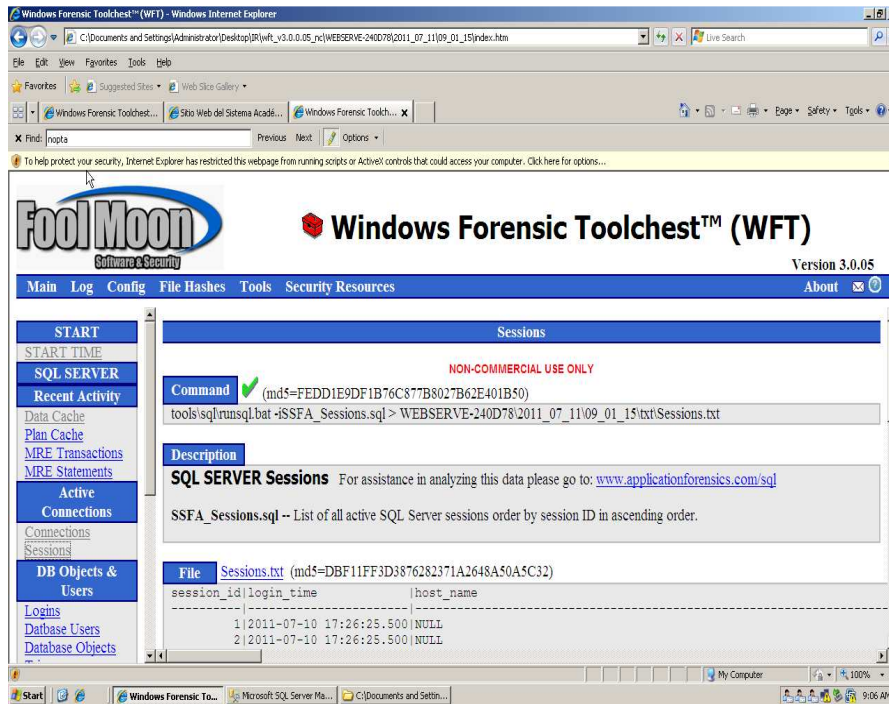 Windows Forensic Toolchest™ (WFT) - Windows Internet Explorer
C:\Documents and Settings\Administrator\Desktop\IR\wft_v3.0.0.05_nc\WEBSERVE-240D78\2011_07_11\09_01_15\index.htm
Live Search
File Edit View Favorites Tools Help
Favorites Suggested Sites Web Slice Gallery
Windows Forensic Toolchest... Sitio Web del Sistema Acadé... Windows Forensic Toolch... X
Page Safety Tools
X Find: nopta Previous Next Options
To help protect your security, Internet Explorer has restricted this webpage from running scripts or ActiveX controls that could access your computer. Click here for options...
Fool Moon
Software & Security
Windows Forensic Toolchest™ (WFT)
Version 3.0.05
Main Log Config File Hashes Tools Security Resources About
START
START TIME
SQL SERVER
Recent Activity
Data Cache
Plan Cache
MRE Transactions
MRE Statements
Active Connections
Connections
Sessions
DB Objects & Users
Logins
Datbase Users
Database Objects
Sessions
NON-COMMERCIAL USE ONLY
Command (md5=FEDD1E9DF1B76C877B8027B62E401B50)
tools\sql\runsql.bat -iSSFA_Sessions.sql > WEBSERVE-240D78\2011_07_11\09_01_15\txt\Sessions.txt
Description
SQL SERVER Sessions For assistance in analyzing this data please go to: www.applicationforensics.com/sql
SSFA_Sessions.sql -- List of all active SQL Server sessions order by session ID in ascending order.
File Sessions.txt (md5=DBF11FF3D3876282371A2648A50A5C32)
session_id|login_time |host_name
1|2011-07-10 17:26:25.500|NULL
2|2011-07-10 17:26:25.500|NULL
My Computer 100%
Start Windows Forensic To... Microsoft SQL Server Ma... C:\Documents and Settin... 9:06 AM